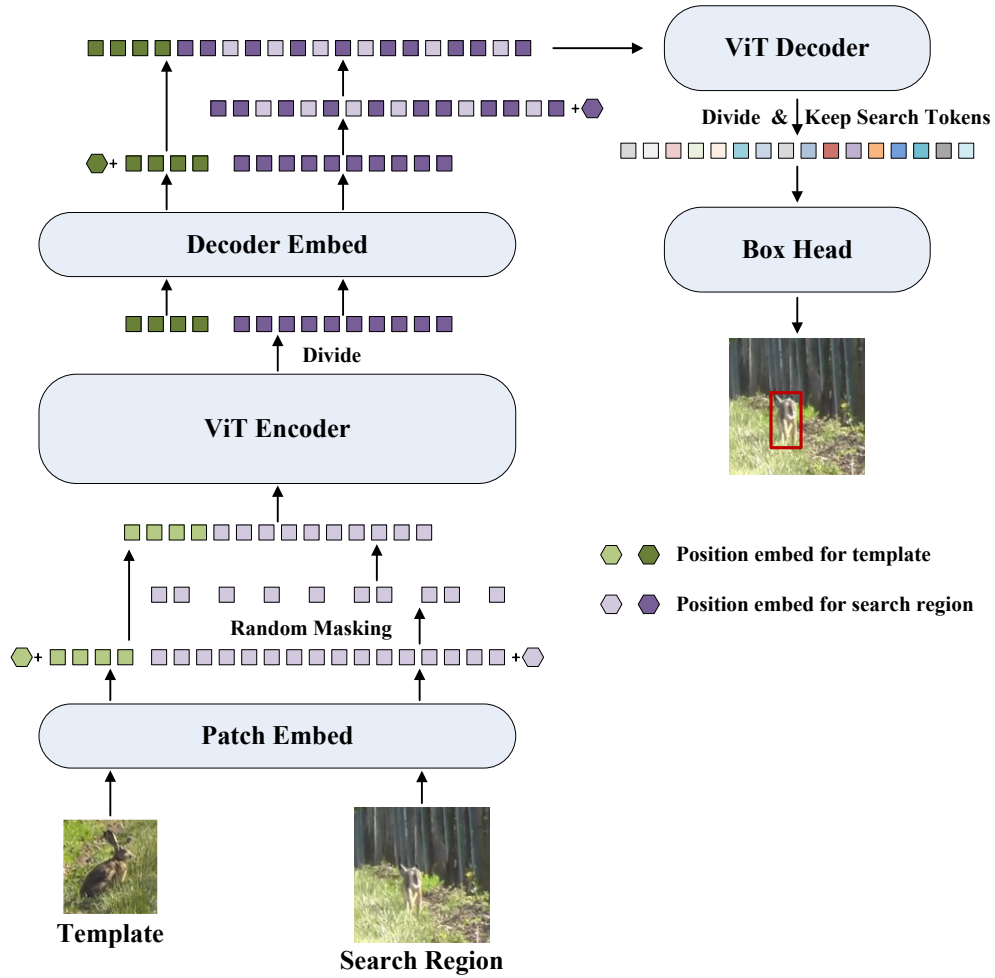 ViT Decoder
Divide & Keep Search Tokens
+
+
Decoder Embed
Box Head
Divide
ViT Encoder
Position embed for template
Position embed for search region
Random Masking
+ +
Patch Embed
Template
Search Region